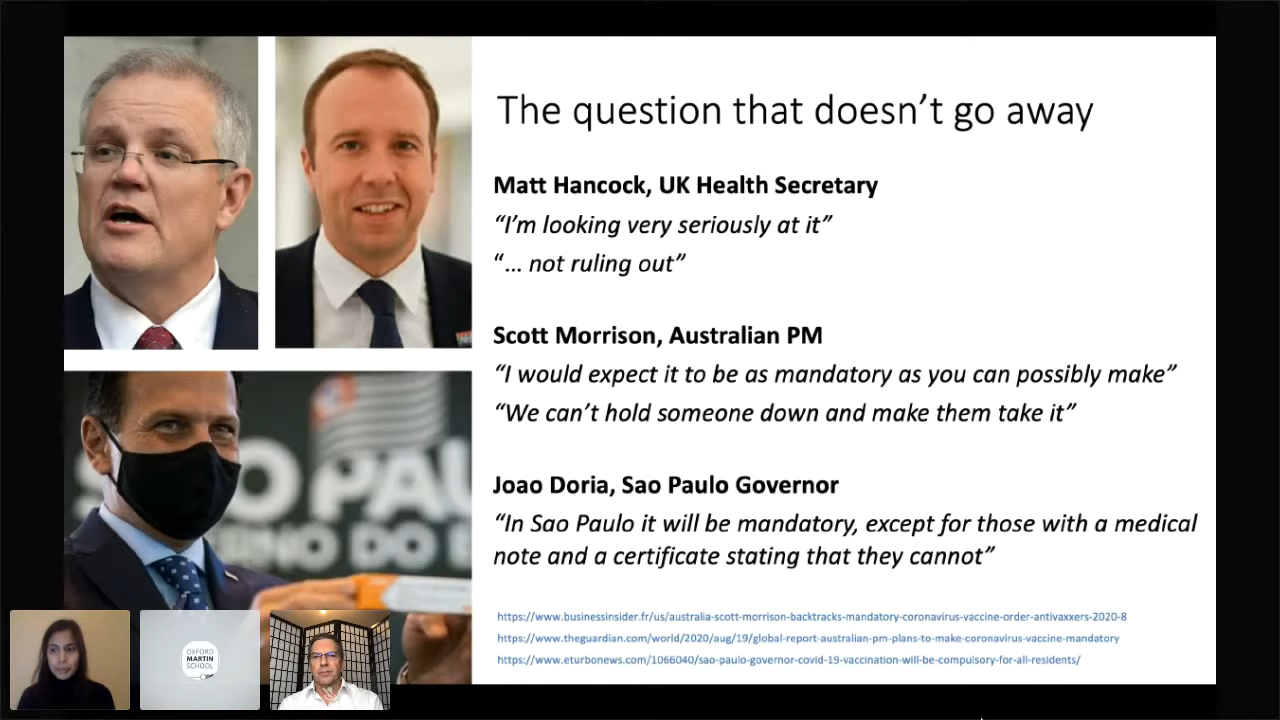 The question that doesn’t go away
Matt Hancock, UK Health Secretary
“I’m looking very seriously at it”
“… not ruling out”
Scott Morrison, Australian PM
“I would expect it to be as mandatory as you can possibly make”
“We can’t hold someone down and make them take it”
Joao Doria, Sao Paulo Governor
“In Sao Paulo it will be mandatory, except for those with a medical
note and a certificate stating that they cannot”
https://www.businessinsider.fr/us/australia-scott-morrison-backtracks-mandatory-coronavirus-vaccine-order-antivaxxers-2020-8
https://www.theguardian.com/world/2020/aug/19/global-report-australian-pm-plans-to-make-coronavirus-vaccine-mandatory
https://www.eturbonews.com/1066040/sao-paulo-governor-covid-19-vaccination-will-be-compulsory-for-all-residents/
OXFORD
MARTIN
SCHOOL